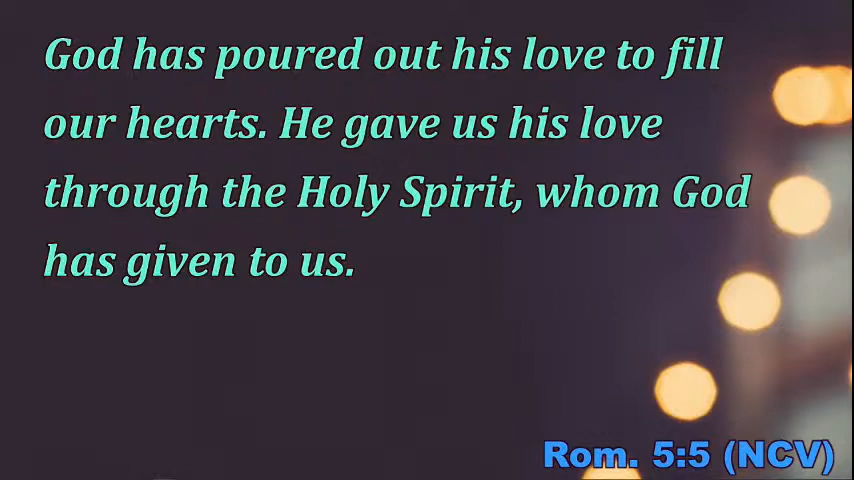 God has poured out his love to fill
our hearts. He gave us his love
through the Holy Spirit, whom God
has given to us.
Rom. 5:5 (NCV)